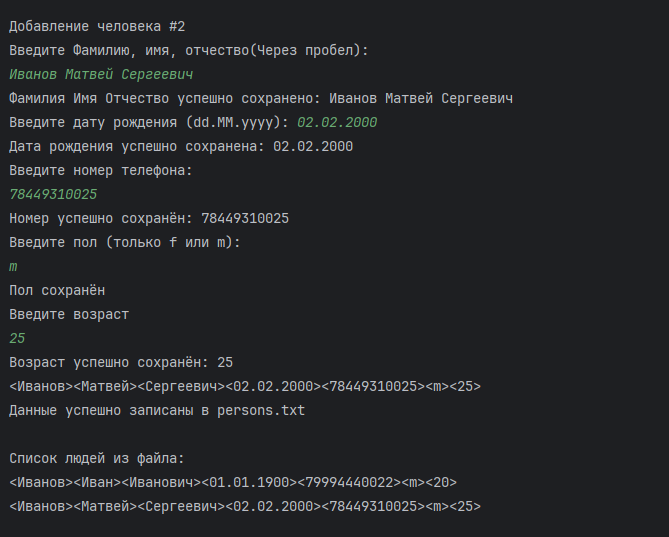 Добавление человека #2
Введите Фамилию, имя, отчество(Через пробел):
Иванов Матвей Сергеевич
Фамилия Имя Отчество успешно сохранено: Иванов Матвей Сергеевич
Введите дату рождения (dd.MM.yyyy): 02.02.2000
Дата рождения успешно сохранена: 02.02.2000
Введите номер телефона:
78449310025
Номер успешно сохранён: 78449310025
Введите пол (только f или m):
m
Пол сохранён
Введите возраст
25
Возраст успешно сохранён: 25
<Иванов><Матвей><Сергеевич><02.02.2000><78449310025><m><25>
Данные успешно записаны в persons.txt
Список людей из файла:
<Иванов><Иван><Иванович><01.01.1900><79994440022><m><20>
<Иванов><Матвей><Сергеевич><02.02.2000><78449310025><m><25>